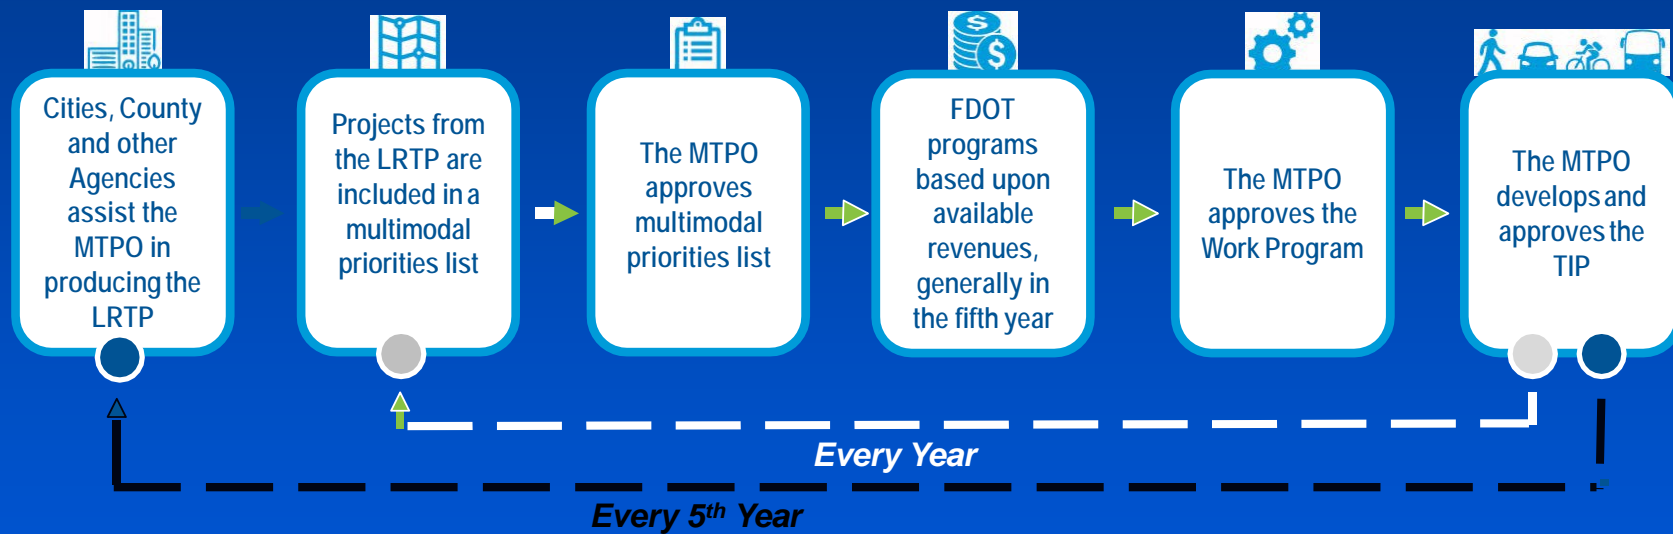 Cities, County
and other
Agencies
assist the
MTPO in
producing the
LRTP
Projects from
the LRTP are
included in a
multimodal
priorities list
The MTPO
approves
multimodal
priorities list
FDOT
programs
based upon
available
revenues,
generally in
the fifth year
The MTPO
approves the
Work Program
The MTPO
develops and
approves the
TIP
Every Year
Every 5th Year